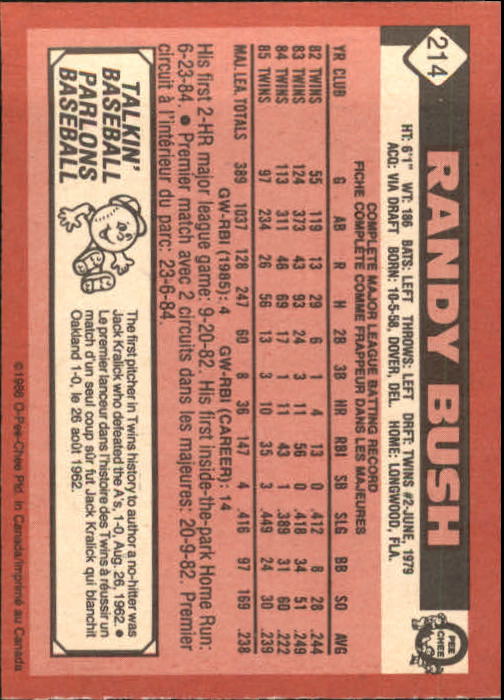 214
RANDY BUSH
O PEE CHEE
HT: 6'1" WT: 186 BATS: LEFT THROWS: LEFT DRFT: TWINS #2-JUNE, 1979
ACQ: VIA DRAFT BORN: 10-5-58, DOVER, DEL. HOME: LONGWOOD, FLA.
COMPLETE MAJOR LEAGUE BATTING RECORD
FICHE COMPLÈTE COMME FRAPPEUR DANS LES MAJEURES
YR CLUB G AB R H 2B 3B HR RBI SB SLG BB SO AVG
82 TWINS 55 119 13 29 6 1 4 13 0 .412 8 28 .244
83 TWINS 124 373 43 93 24 3 11 56 0 .418 34 51 .249
84 TWINS 113 311 46 69 17 1 11 43 1 .389 31 60 .222
85 TWINS 97 234 26 56 13 3 10 35 3 .449 24 30 .239
MAJ. LEA. TOTALS 389 1037 128 247 60 8 36 147 4 .416 97 169 .238
GW-RBI (1985): 4 GW-RBI (CAREER): 14
His first 2-HR major league game: 9-20-82. His first Inside-the-park Home Run:
6-23-84. ● Premier match avec 2 circuits dans les majeures: 20-9-82. Premier
circuit à l'intérieur du parc: 23-6-84.
TALKIN'
BASEBALL
PARLONS
BASEBALL
The first pitcher in Twins history to author a no-hitter was
Jack Kralick who defeated the A's, 1-0, Aug. 26, 1962. ●
Le premier lanceur dans l'histoire des Twins à réussir un
match d'un seul coup sûr fut Jack Kralick qui blanchit
Oakland 1-0, le 26 août 1962.
©1986 O-Pee-Chee Ptd. in Canada/Imprimé au Canada